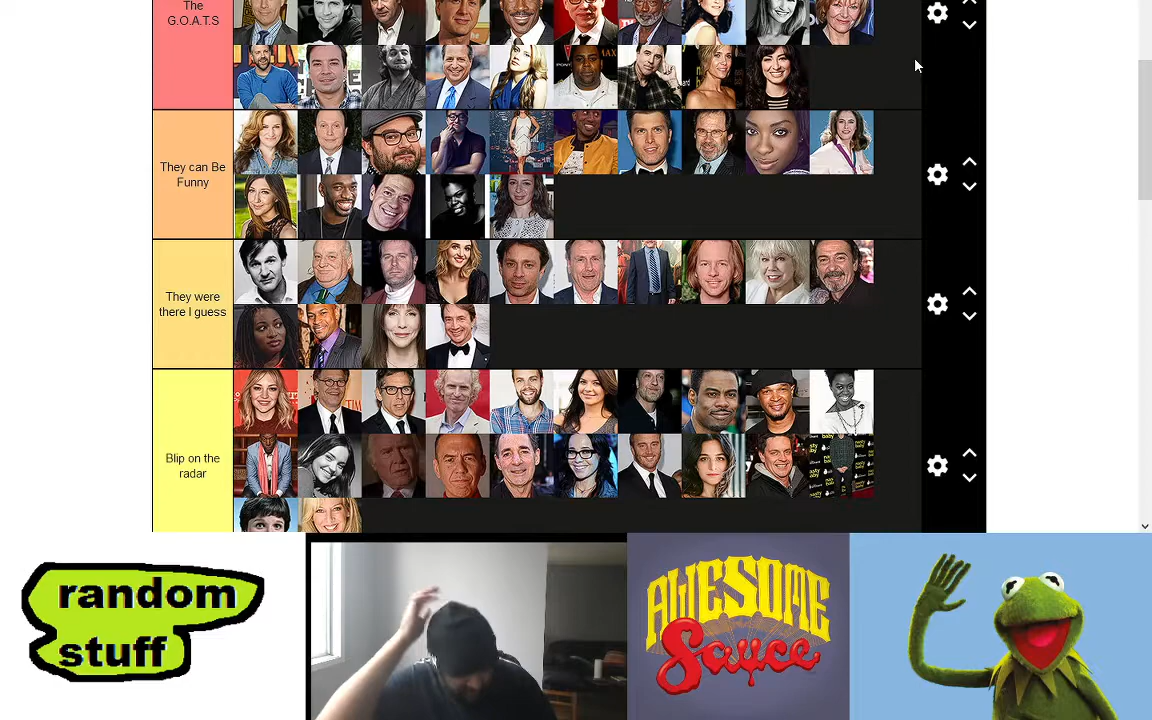 The
G.O.A.T.S
They can Be
Funny
They were
there I guess
Blip on the
radar
random
stuff
AWESOME
Sauce